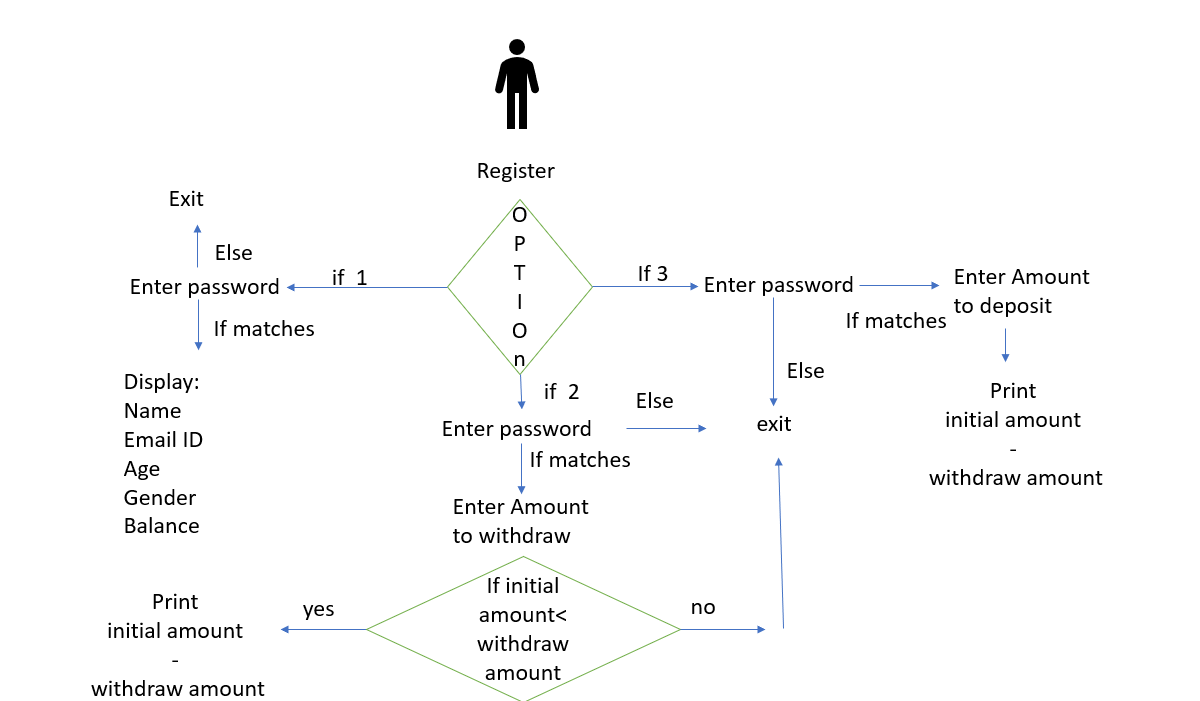 Register
O
P
T
I
O
n
Exit
Else
Enter password
if  1
If matches
Display:
Name
Email ID
Age
Gender
Balance
if  2
Enter password
Else
exit
If matches
Enter Amount
to withdraw
If initial
amount<
withdraw
amount
yes
Print
initial amount
-
withdraw amount
no
If 3
Enter password
If matches
Else
Enter Amount
to deposit
Print
initial amount
-
withdraw amount